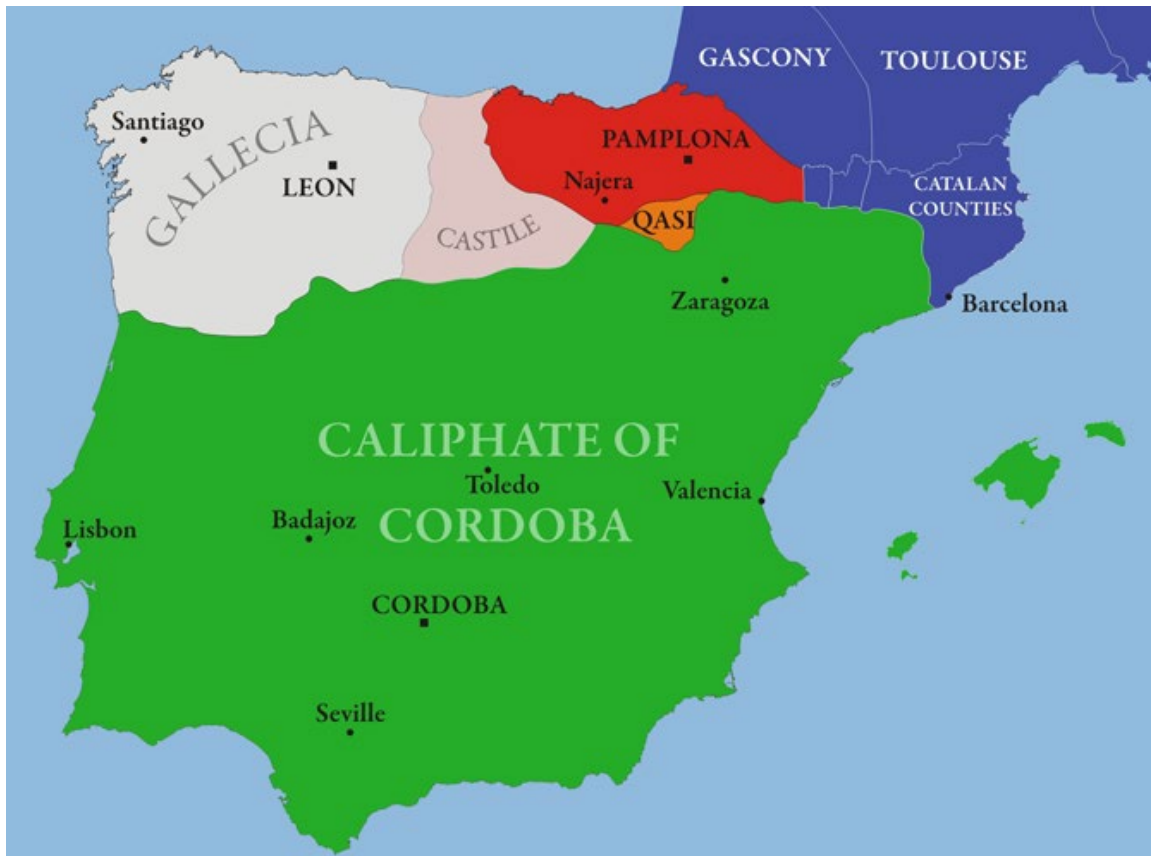 GASCONY
TOULOUSE
Santiago
GALLECIA
LEON
PAMPLONA
Najera
CATALAN
COUNTIES
QASI
CASTILE
Zaragoza
Barcelona
CALIPHATE OF
Toledo
Valencia
Badajoz
CORDOBA
Lisbon
CORDOBA
Seville